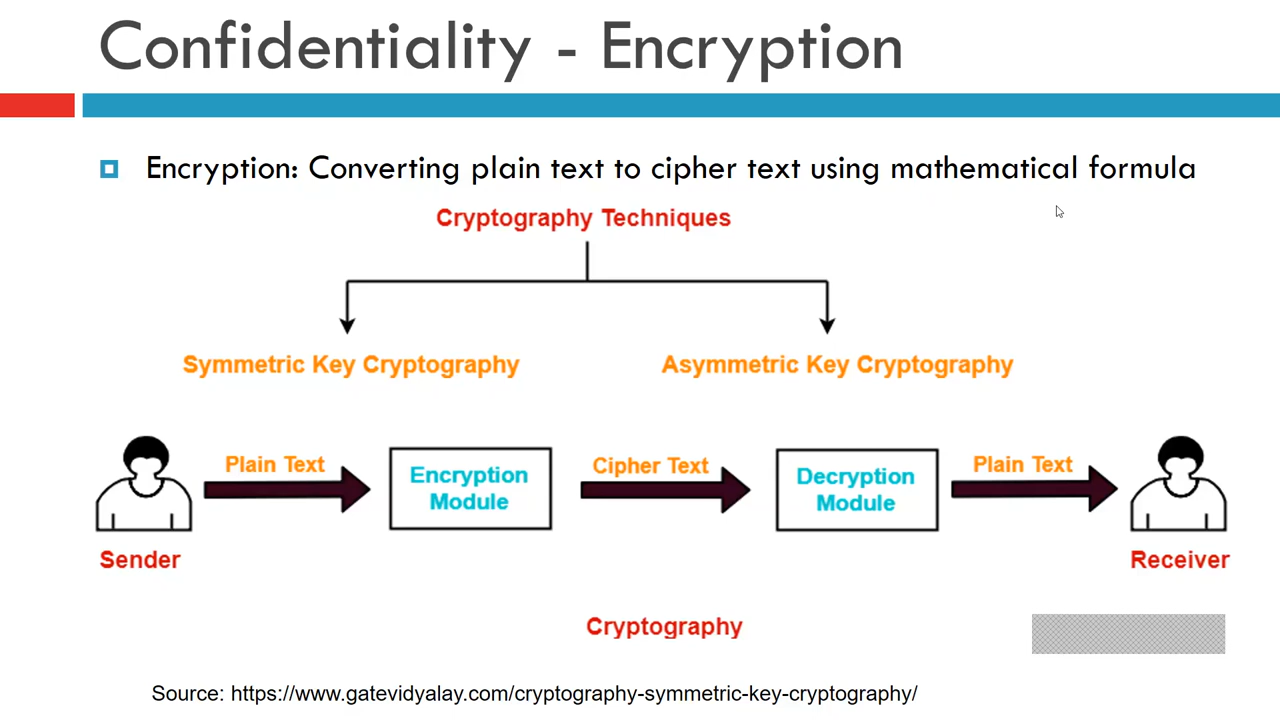 Confidentiality - Encryption
Encryption: Converting plain text to cipher text using mathematical formula
Cryptography Techniques
Symmetric Key Cryptography
Asymmetric Key Cryptography
Plain Text
Encryption
Module
Cipher Text
Decryption
Module
Plain Text
Sender
Receiver
Cryptography
Source: https://www.gatevidyalay.com/cryptography-symmetric-key-cryptography/